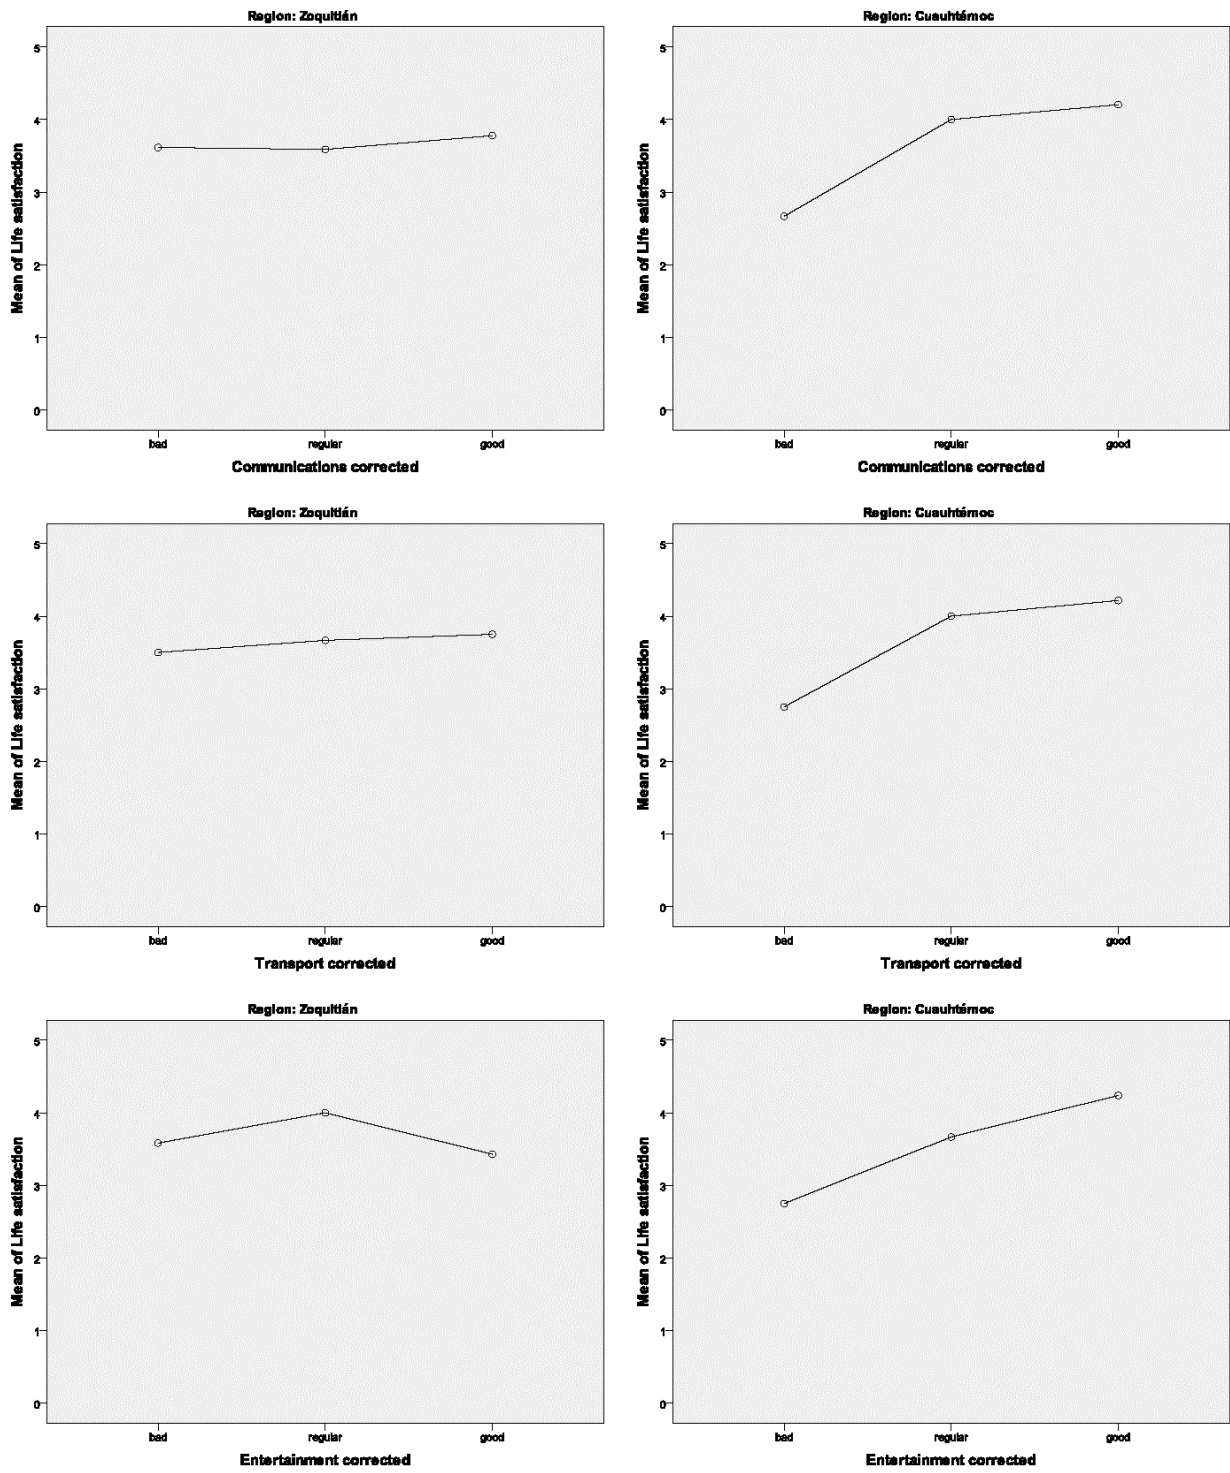 Region: Zoquitlán
5
4
3
2
1
0
Mean of Life satisfaction
bad regular good
Communications corrected
Region: Cuauhtémoc
5
4
3
2
1
0
Mean of Life satisfaction
bad regular good
Communications corrected
Region: Zoquitlán
5
4
3
2
1
0
Mean of Life satisfaction
bad regular good
Transport corrected
Region: Cuauhtémoc
5
4
3
2
1
0
Mean of Life satisfaction
bad regular good
Transport corrected
Region: Zoquitlán
5
4
3
2
1
0
Mean of Life satisfaction
bad regular good
Entertainment corrected
Region: Cuauhtémoc
5
4
3
2
1
0
Mean of Life satisfaction
bad regular good
Entertainment corrected